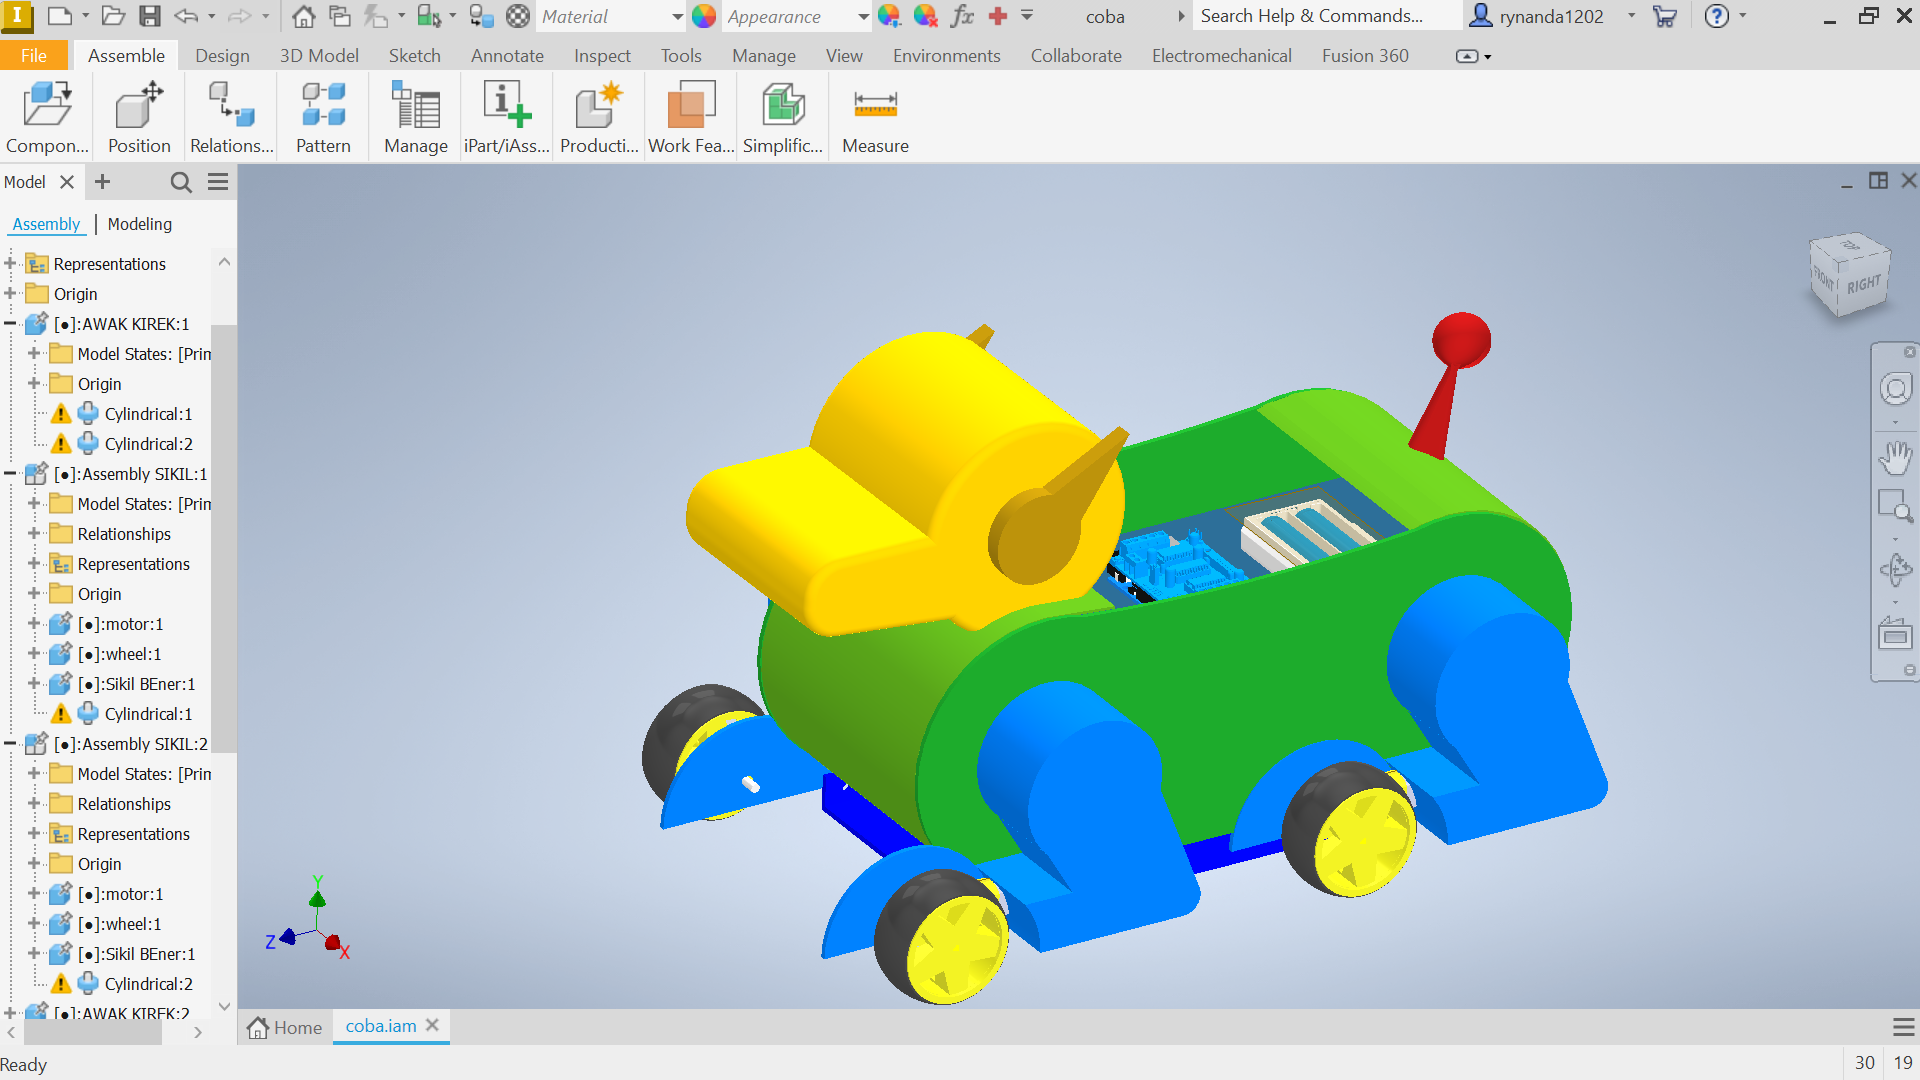 I
Material
Appearance
fx
coba
Search Help & Commands...
rynanda1202
?
File
Assemble
Design
3D Model
Sketch
Annotate
Inspect
Tools
Manage
View
Environments
Collaborate
Electromechanical
Fusion 360
Compon...
Position
Relations...
Pattern
Manage
iPart/iAss...
Producti...
Work Fea...
Simplific...
Measure
Model
Assembly | Modeling
Representations
Origin
[●]:AWAK KIREK:1
Model States: [Prim
Origin
Cylindrical:1
Cylindrical:2
[●]:Assembly SIKIL:1
Model States: [Prim
Relationships
Representations
Origin
[●]:motor:1
[●]:wheel:1
[●]:Sikil BEner:1
Cylindrical:1
[●]:Assembly SIKIL:2
Model States: [Prim
Relationships
Representations
Origin
[●]:motor:1
[●]:wheel:1
[●]:Sikil BEner:1
Cylindrical:2
[●]:AWAK KIREK:2
TOP
FRONT
RIGHT
Y
Z
X
Home
coba.iam
Ready
30
19